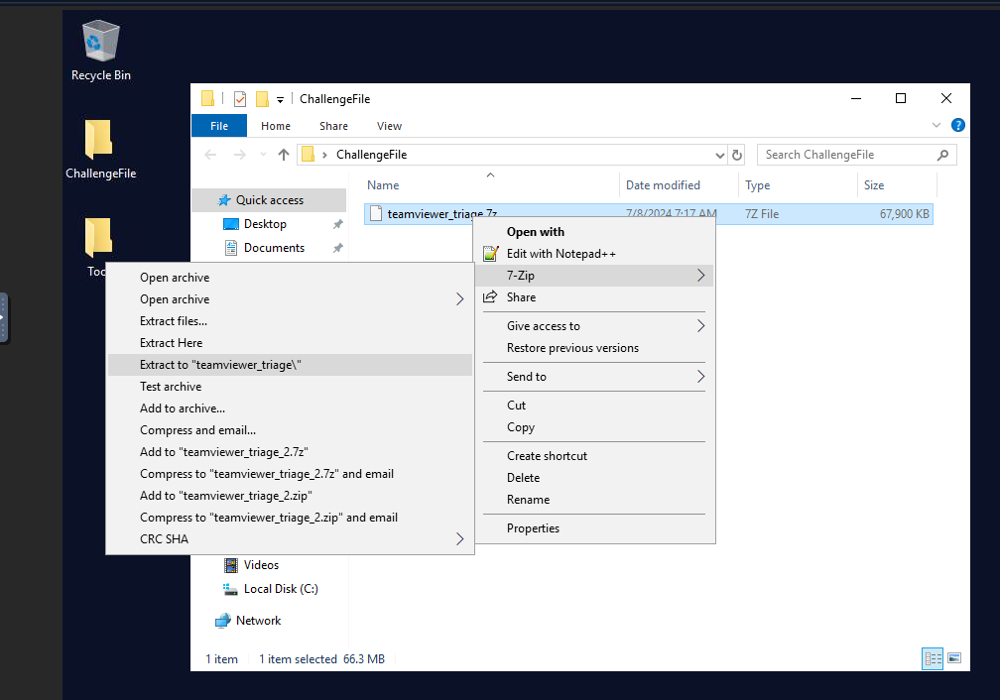 Recycle Bin
ChallengeFile
Too
ChallengeFile
File Home Share View
ChallengeFile
Search ChallengeFile
Name Date modified Type Size
Quick access
Desktop
Documents
Videos
Local Disk (C:)
Network
teamviewer_triage.7z 7/8/2024 7:17 AM 7Z File 67,900 KB
Open with
Edit with Notepad++
7-Zip
Share
Give access to
Restore previous versions
Send to
Cut
Copy
Create shortcut
Delete
Rename
Properties
Open archive
Open archive
Extract files...
Extract Here
Extract to "teamviewer_triage\"
Test archive
Add to archive...
Compress and email...
Add to "teamviewer_triage_2.7z"
Compress to "teamviewer_triage_2.7z" and email
Add to "teamviewer_triage_2.zip"
Compress to "teamviewer_triage_2.zip" and email
CRC SHA
1 item 1 item selected 66.3 MB